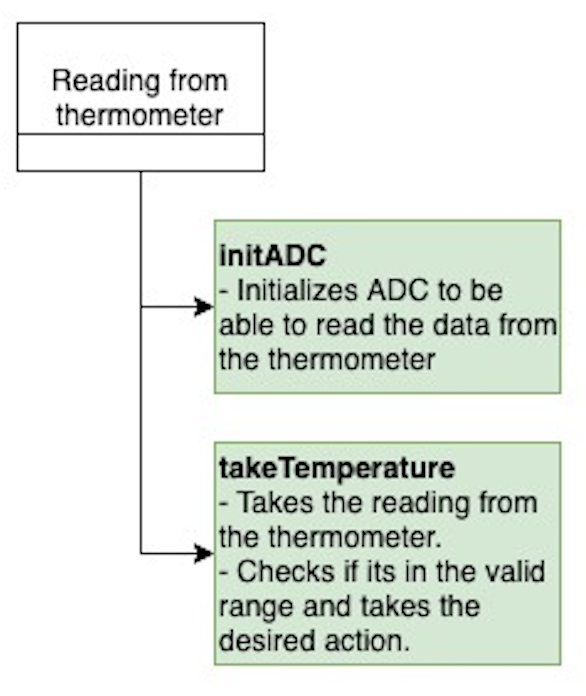 Reading from
thermometer
initADC
- Initializes ADC to be
able to read the data from
the thermometer
takeTemperature
- Takes the reading from
the thermometer.
- Checks if its in the valid
range and takes the
desired action.